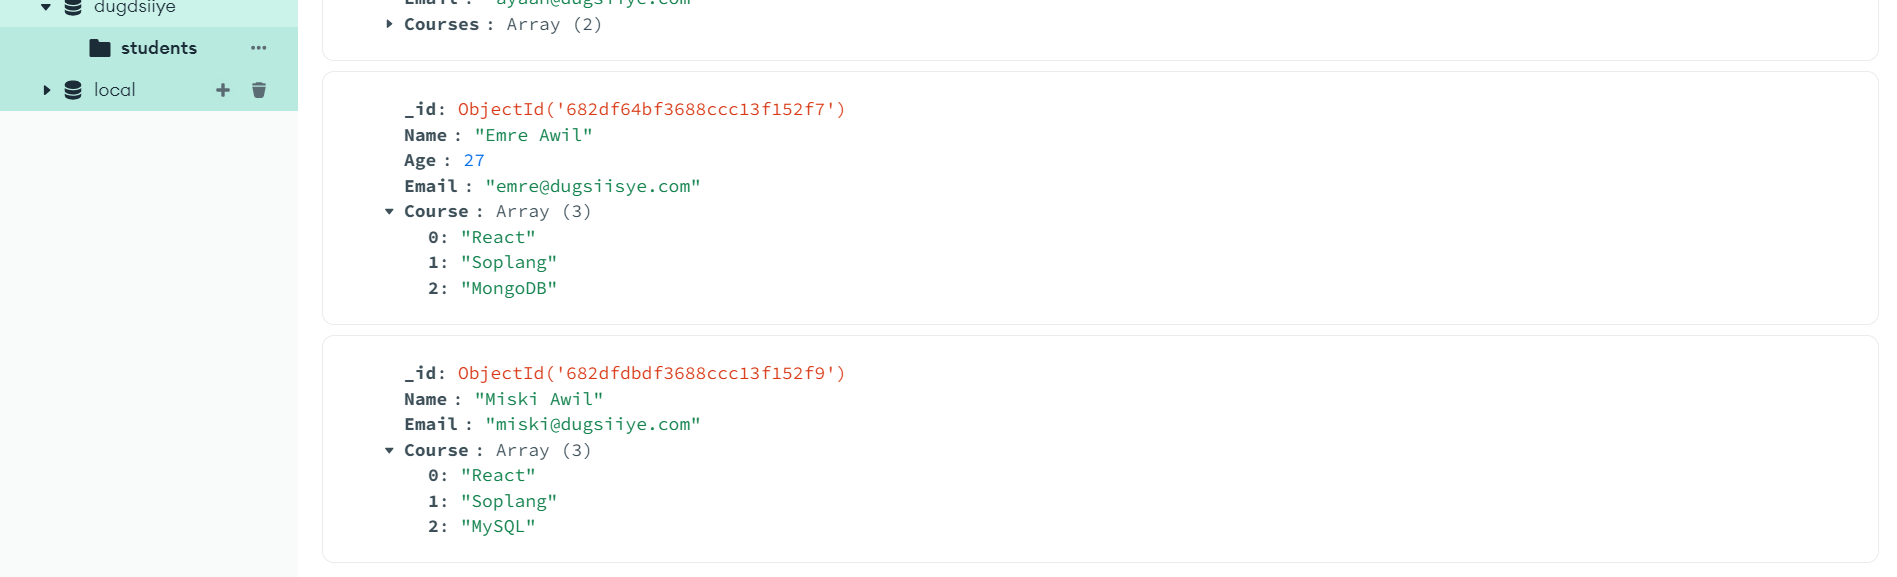 dugdsiiye
students
local
Email : "ayaan@dugsiiye.com"
Courses : Array (2)
_id: ObjectId('682df64bf3688ccc13f152f7')
Name : "Emre Awil"
Age : 27
Email : "emre@dugsiisye.com"
Course : Array (3)
0: "React"
1: "Soplang"
2: "MongoDB"
_id: ObjectId('682dfdbdf3688ccc13f152f9')
Name : "Miski Awil"
Email : "miski@dugsiiye.com"
Course : Array (3)
0: "React"
1: "Soplang"
2: "MySQL"